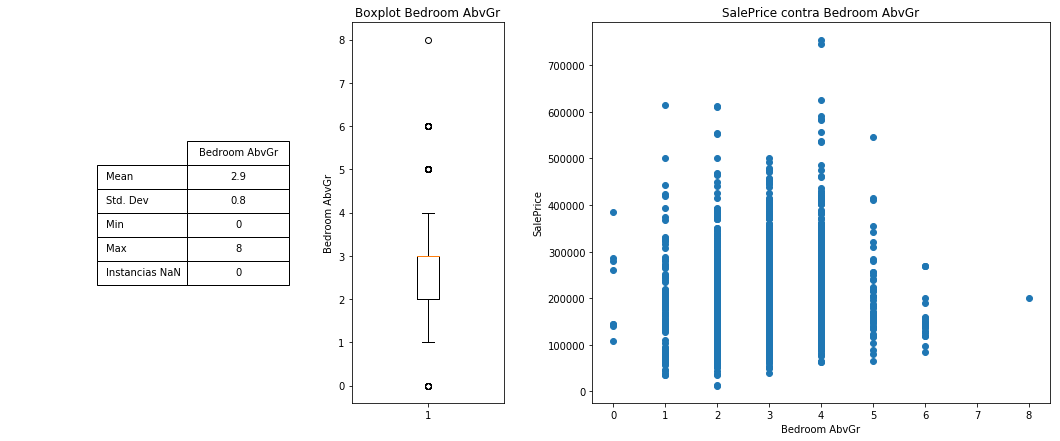 Bedroom AbvGr
Mean 2.9
Std. Dev 0.8
Min 0
Max 8
Instancias NaN 0
Boxplot Bedroom AbvGr
Bedroom AbvGr
8
7
6
5
4
3
2
1
0
1
SalePrice contra Bedroom AbvGr
SalePrice
700000
600000
500000
400000
300000
200000
100000
0
0 1 2 3 4 5 6 7 8
Bedroom AbvGr